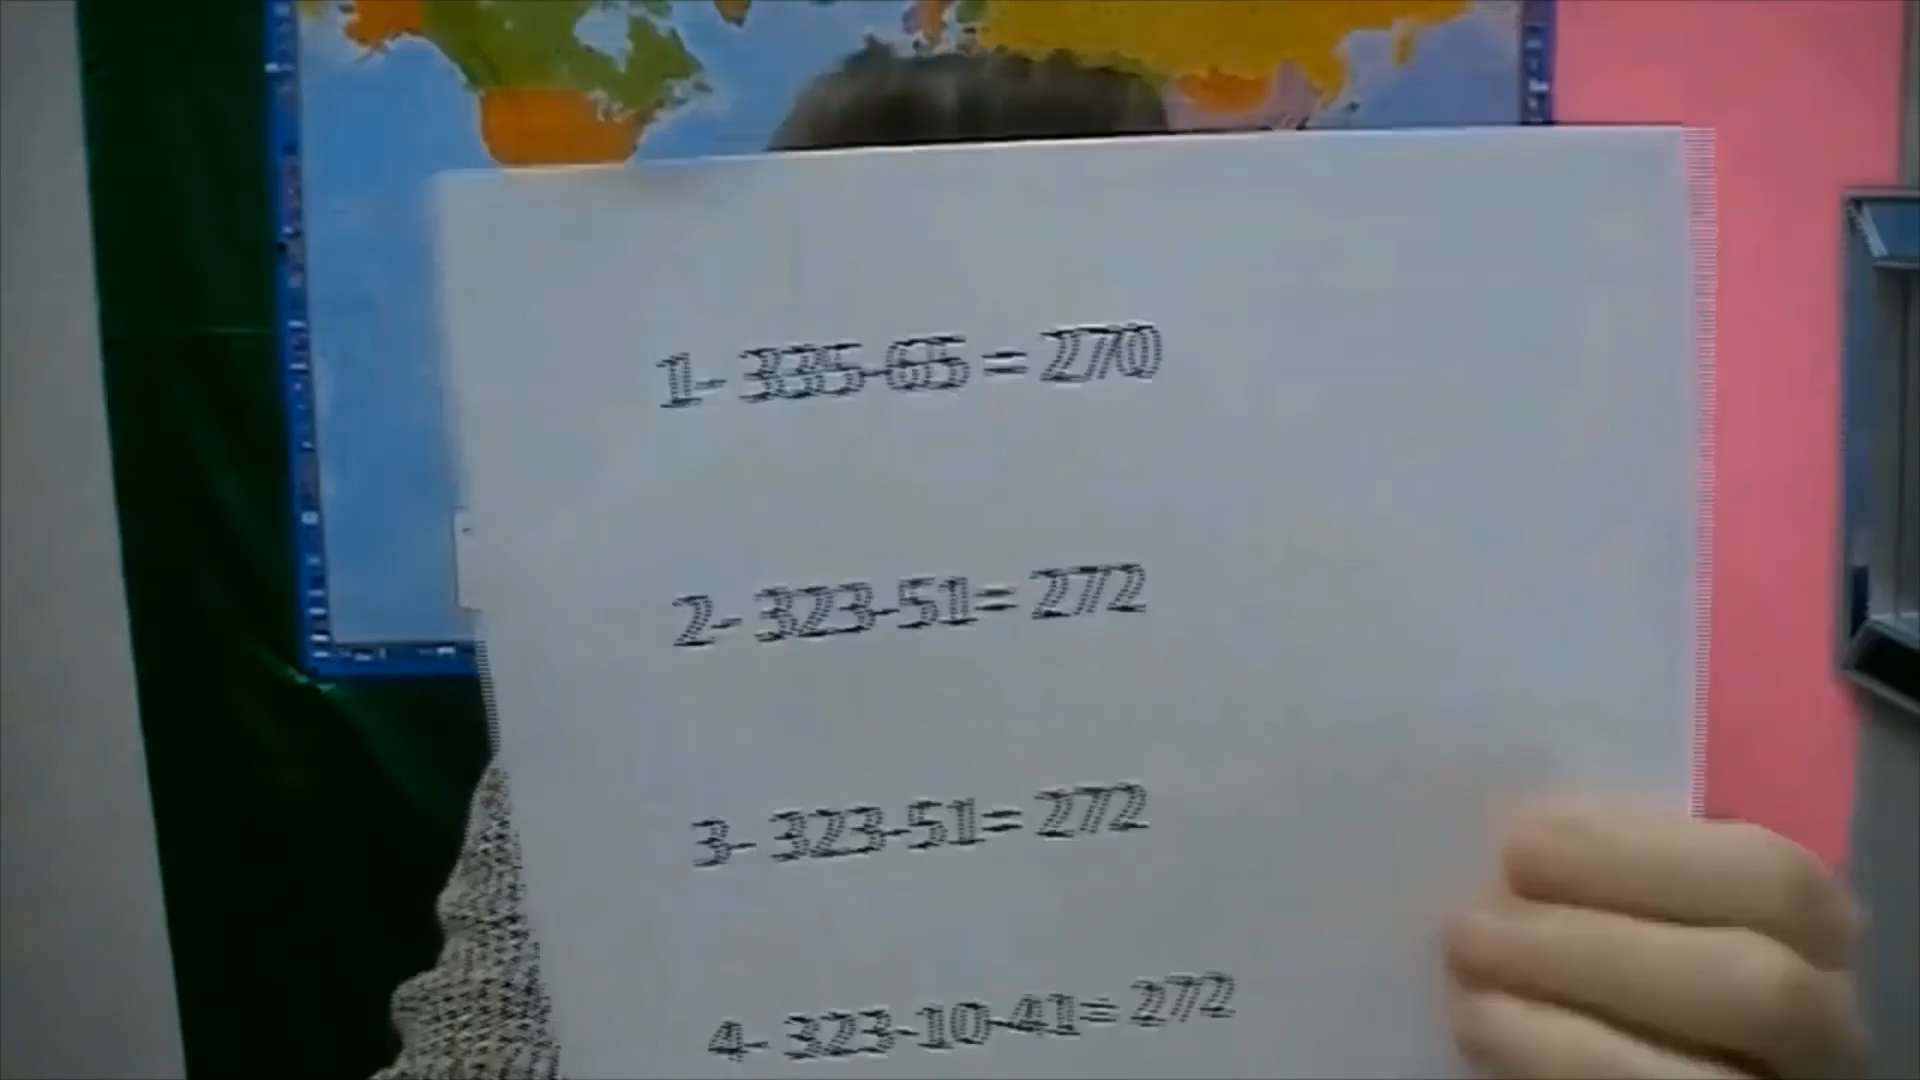 1- 335-65 = 270
2- 323-51= 272
3- 323-51= 272
4- 323-10-41= 272